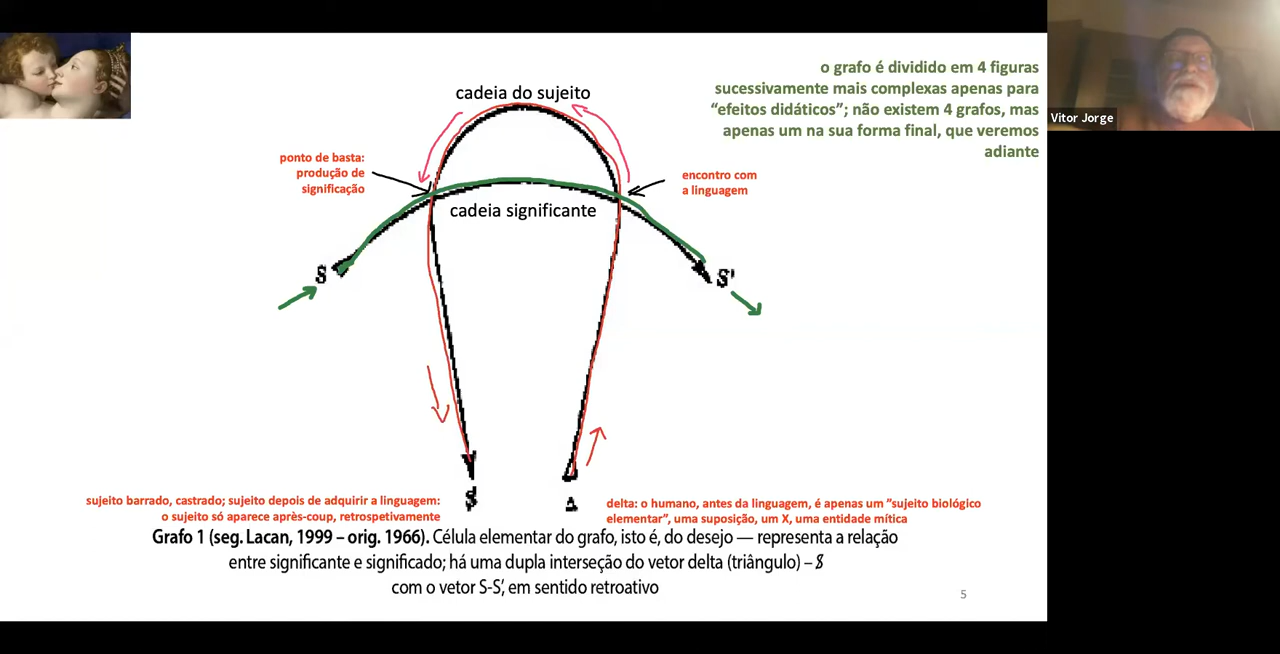 o grafo é dividido em 4 figuras
sucessivamente mais complexas apenas para
“efeitos didáticos”; não existem 4 grafos, mas
apenas um na sua forma final, que veremos
adiante
Vitor Jorge
cadeia do sujeito
ponto de basta:
produção de
significação
encontro com
a linguagem
cadeia significante
S
S'
$
Δ
sujeito barrado, castrado; sujeito depois de adquirir a linguagem:
o sujeito só aparece après-coup, retrospetivamente
delta: o humano, antes da linguagem, é apenas um ”sujeito biológico
elementar”, uma suposição, um X, uma entidade mítica
Grafo 1 (seg. Lacan, 1999 – orig. 1966). Célula elementar do grafo, isto é, do desejo — representa a relação
entre significante e significado; há uma dupla interseção do vetor delta (triângulo) – $
com o vetor S-S’, em sentido retroativo
5